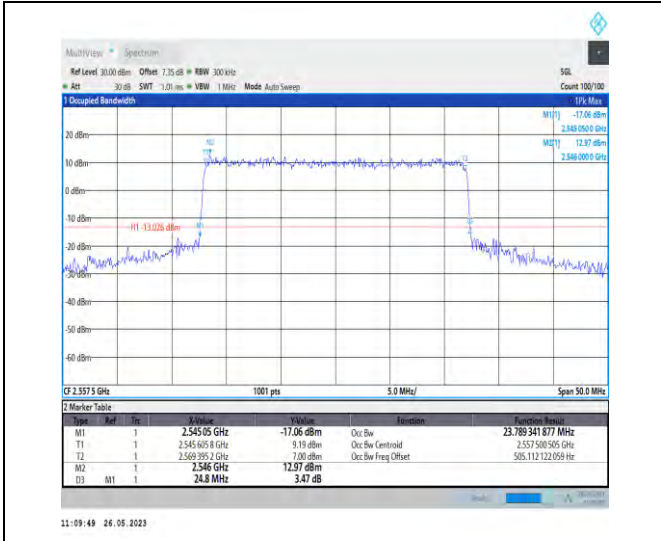 MultiView Spectrum
Ref Level 30.00 dBm Offset 7.35 dB RBW 300 kHz SGL
Att 30 dB SWT 1.01 ms VBW 1 MHz Mode Auto Sweep Count 100/100
1 Occupied Bandwidth 1Pk Max
M1[1] -17.06 dBm
2.545 050 0 GHz
20 dBm
M2[1] 12.97 dBm
M2
2.546 000 0 GHz
10 dBm
0 dBm
-10 dBm
H1 -13.026 dBm
M1
-20 dBm
-30 dBm
-40 dBm
-50 dBm
-60 dBm
CF 2.557 5 GHz 1001 pts 5.0 MHz/ Span 50.0 MHz
2 Marker Table
Type Ref Trc X-Value Y-Value Function Function Result
M1 1 2.545 05 GHz -17.06 dBm Occ Bw 23.789 341 877 MHz
T1 1 2.545 605 8 GHz 9.19 dBm Occ Bw Centroid 2.557 500 505 GHz
T2 1 2.569 395 2 GHz 7.00 dBm Occ Bw Freq Offset 505.112 122 059 Hz
M2 1 2.546 GHz 12.97 dBm
D3 M1 1 24.8 MHz 3.47 dB
11:09:49 26.05.2023